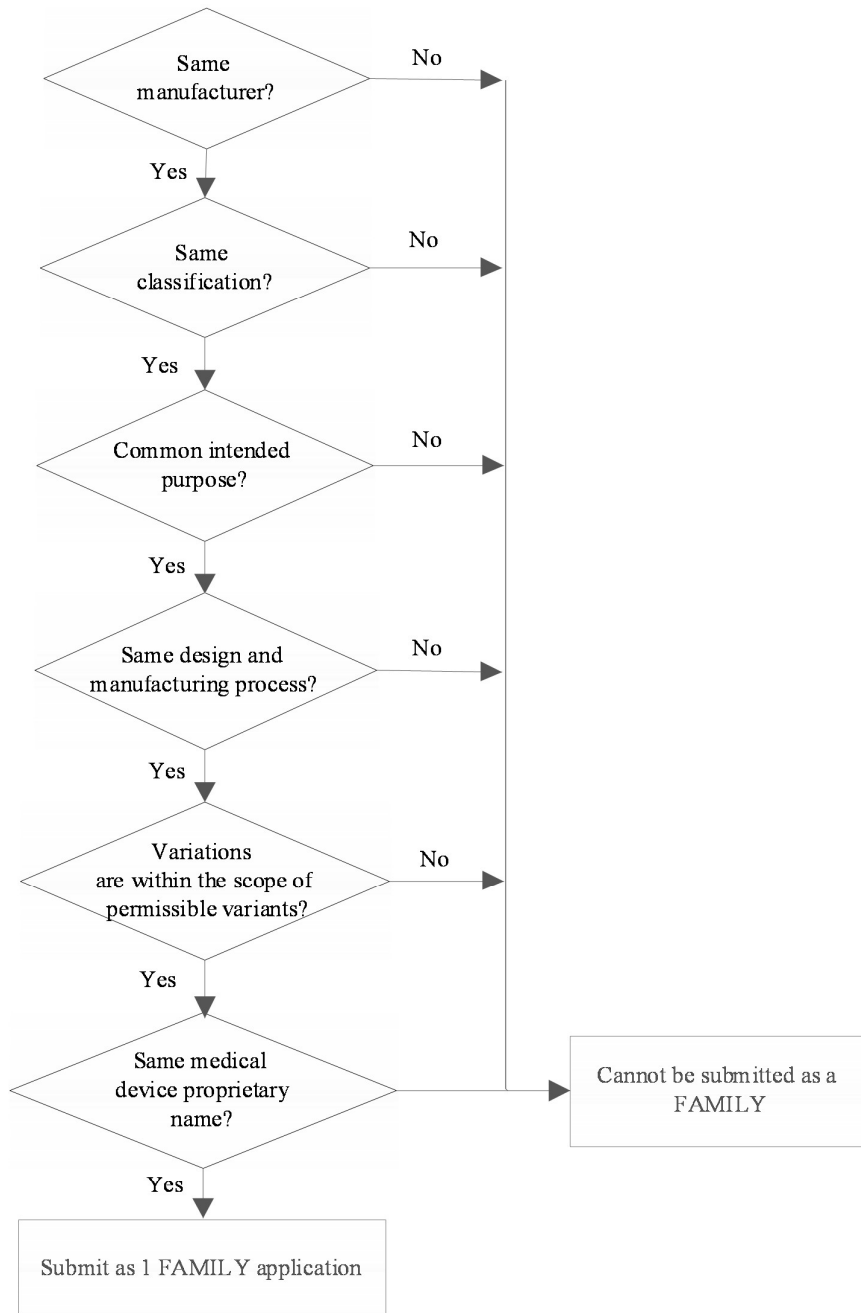 Same
manufacturer?
No
Yes
Same
classification?
No
Yes
Common intended
purpose?
No
Yes
Same design and
manufacturing process?
No
Yes
Variations
are within the scope of
permissible variants?
No
Yes
Same medical
device proprietary
name?
Cannot be submitted as a
FAMILY
Yes
Submit as 1 FAMILY application